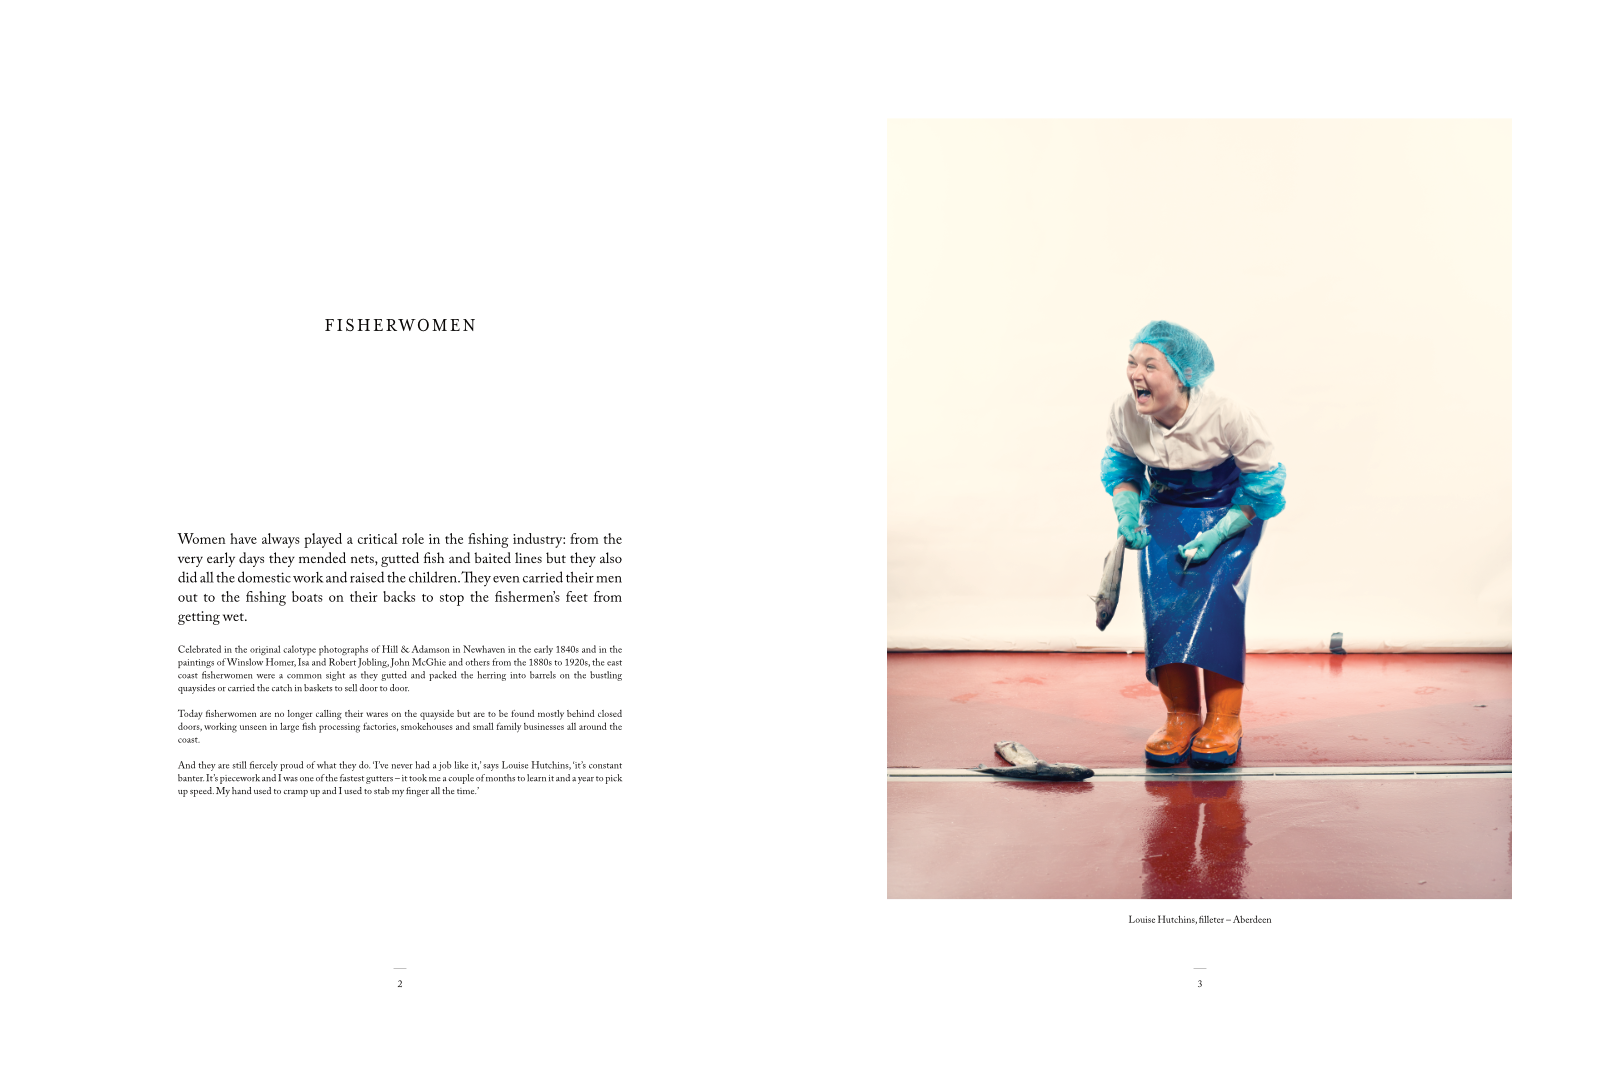 FISHERWOMEN
Women have always played a critical role in the fishing industry: from the
very early days they mended nets, gutted fish and baited lines but they also
did all the domestic work and raised the children. They even carried their men
out to the fishing boats on their backs to stop the fishermen’s feet from
getting wet.
Celebrated in the original calotype photographs of Hill & Adamson in Newhaven in the early 1840s and in the
paintings of Winslow Homer, Isa and Robert Jobling, John McGhie and others from the 1880s to 1920s, the east
coast fisherwomen were a common sight as they gutted and packed the herring into barrels on the bustling
quaysides or carried the catch in baskets to sell door to door.
Today fisherwomen are no longer calling their wares on the quayside but are to be found mostly behind closed
doors, working unseen in large fish processing factories, smokehouses and small family businesses all around the
coast.
And they are still fiercely proud of what they do. ‘I’ve never had a job like it,’ says Louise Hutchins, ‘it’s constant
banter. It’s piecework and I was one of the fastest gutters – it took me a couple of months to learn it and a year to pick
up speed. My hand used to cramp up and I used to stab my finger all the time.’
2
Louise Hutchins, filleter – Aberdeen
3